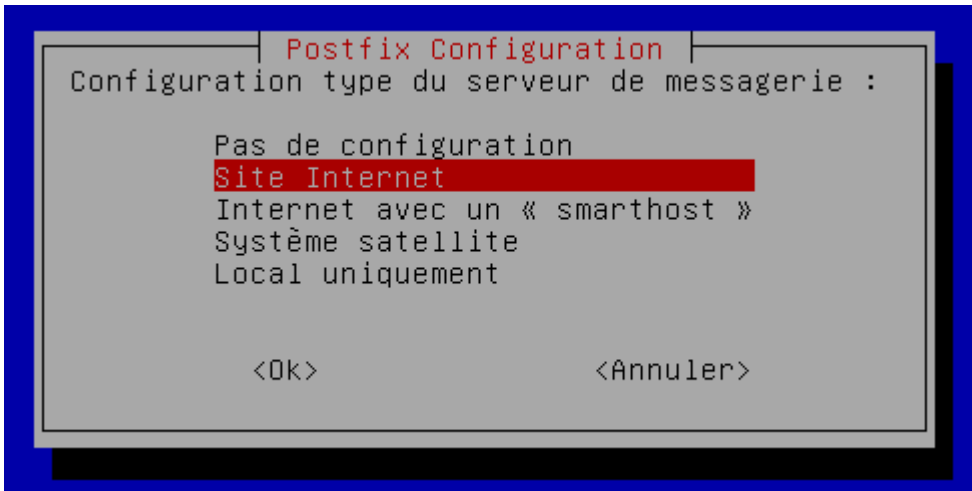 Postfix Configuration
Configuration type du serveur de messagerie :
Pas de configuration
Site Internet
Internet avec un « smarthost »
Système satellite
Local uniquement
<Ok> <Annuler>